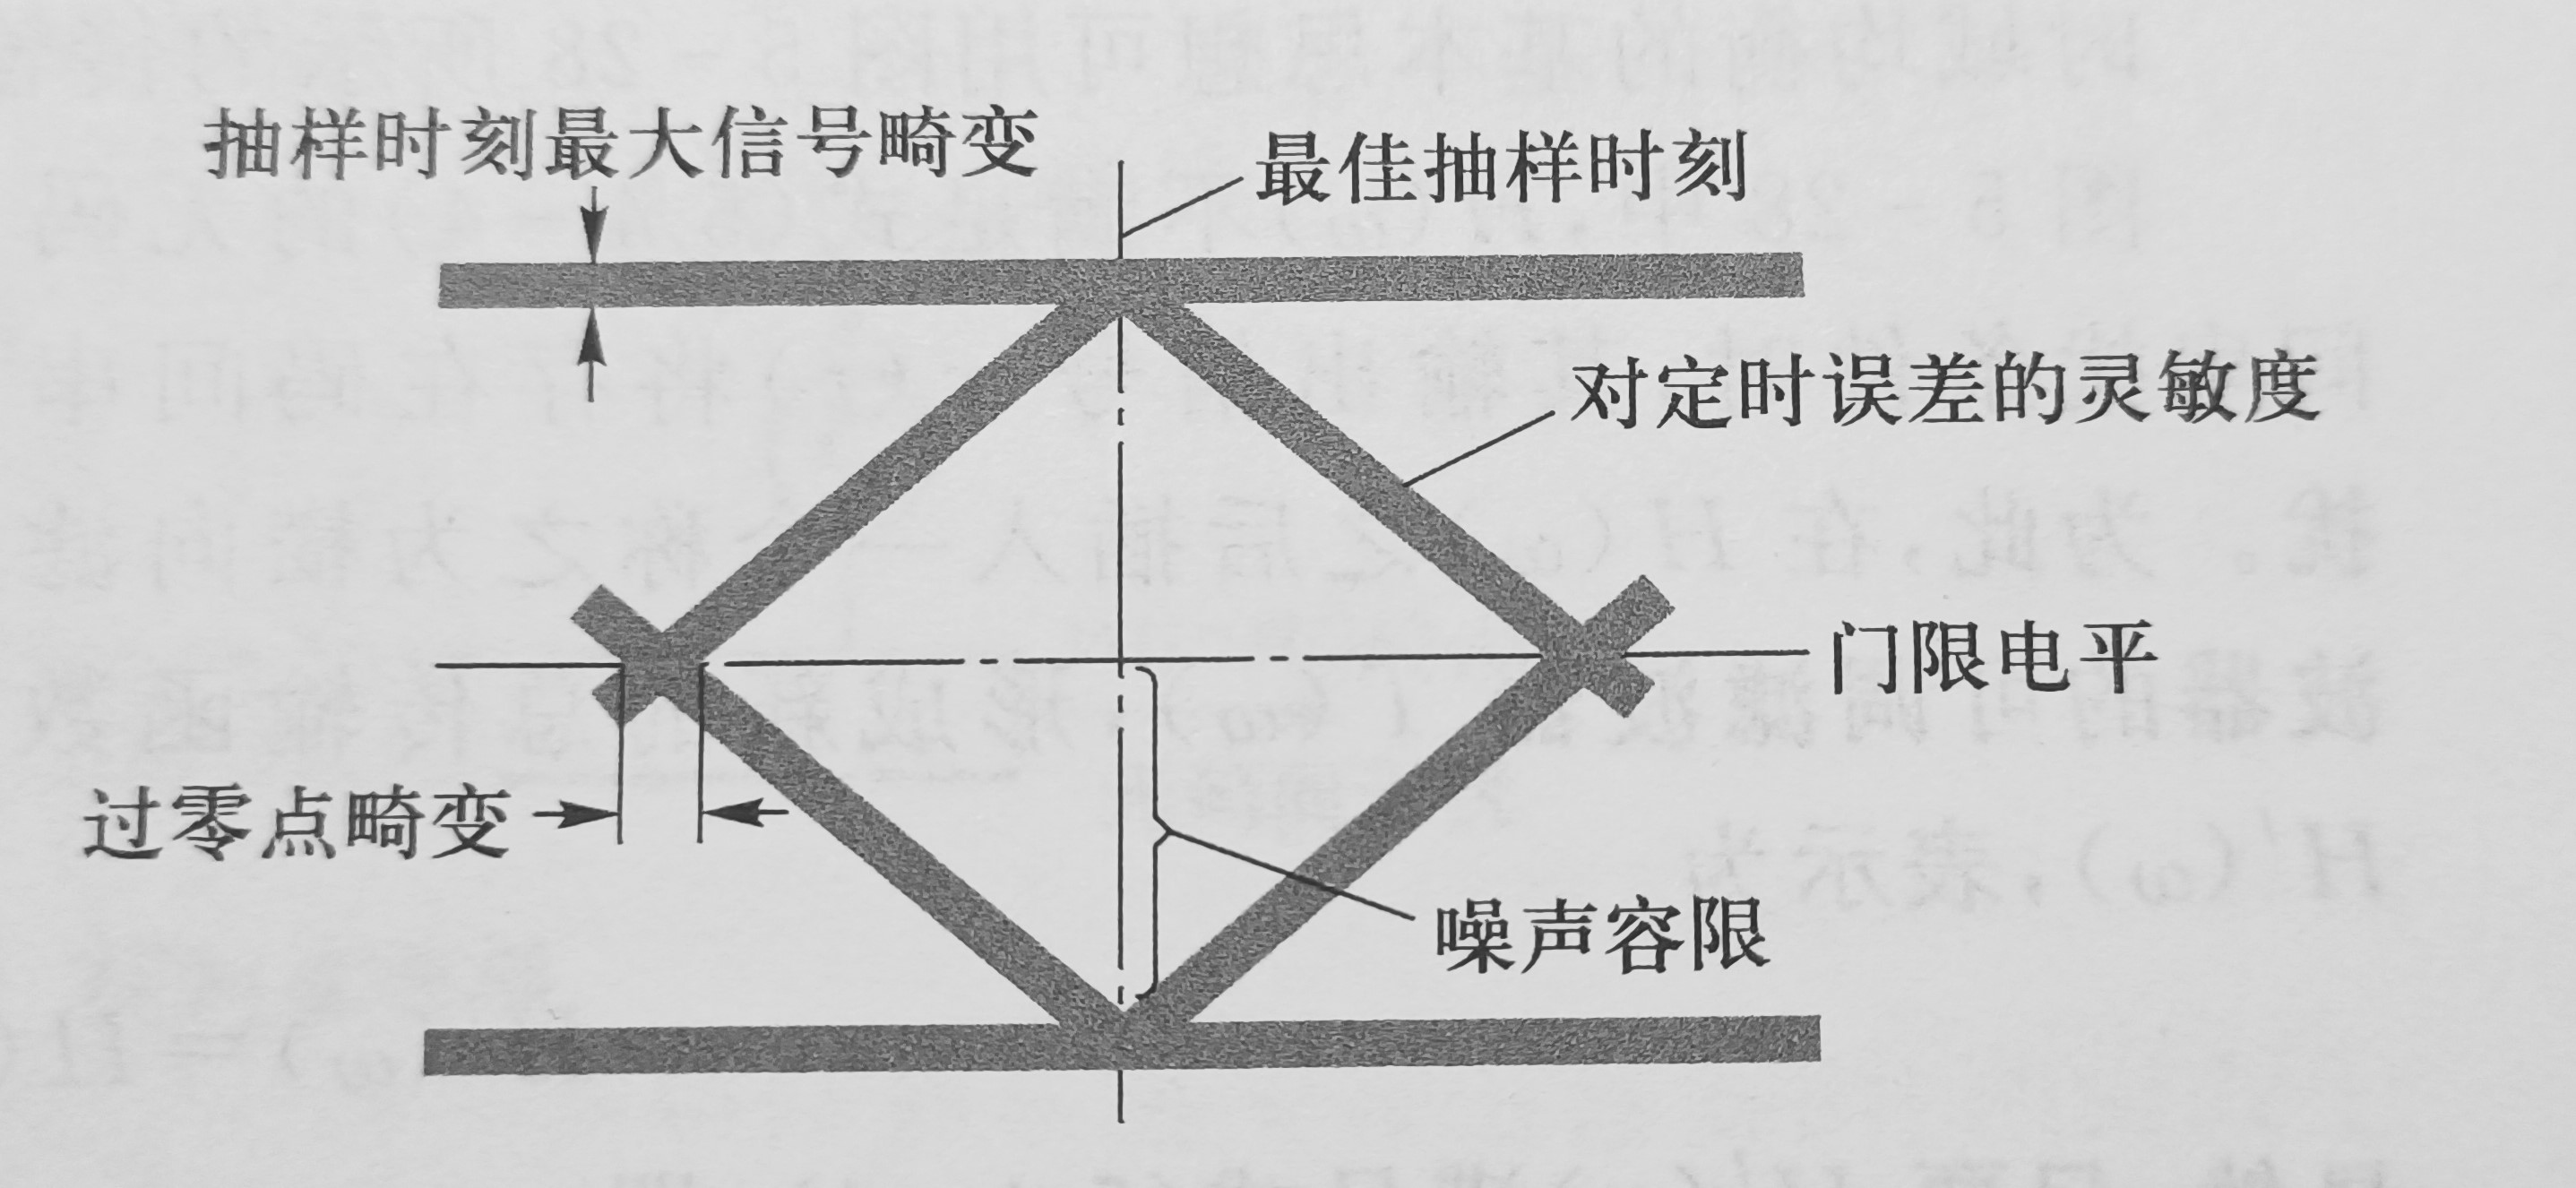 抽样时刻最大信号畸变
最佳抽样时刻
对定时误差的灵敏度
门限电平
过零点畸变
噪声容限